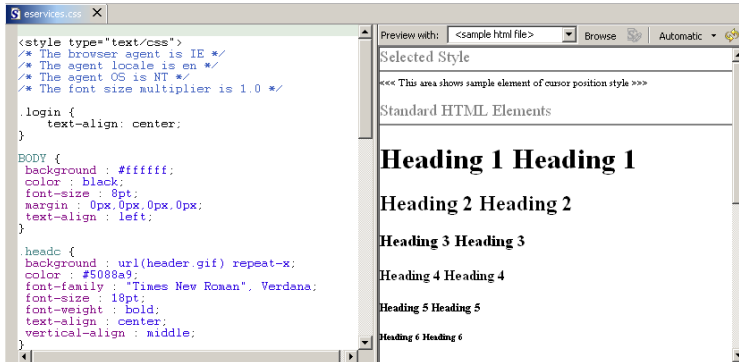 eservices.css
<style type="text/css">
/* The browser agent is IE */
/* The agent locale is en */
/* The agent OS is NT */
/* The font size multiplier is 1.0 */
.login {
text-align: center;
}
BODY {
background : #ffffff;
color : black;
font-size : 8pt;
margin : 0px,0px,0px,0px;
text-align : left;
}
.headc {
background : url(header.gif) repeat-x;
color : #5088a9;
font-family : "Times New Roman", Verdana;
font-size : 18pt;
font-weight : bold;
text-align : center;
vertical-align : middle;
}
Preview with: <sample html file> Browse Automatic
Selected Style
<<< This area shows sample element of cursor position style >>>
Standard HTML Elements
Heading 1 Heading 1
Heading 2 Heading 2
Heading 3 Heading 3
Heading 4 Heading 4
Heading 5 Heading 5
Heading 6 Heading 6